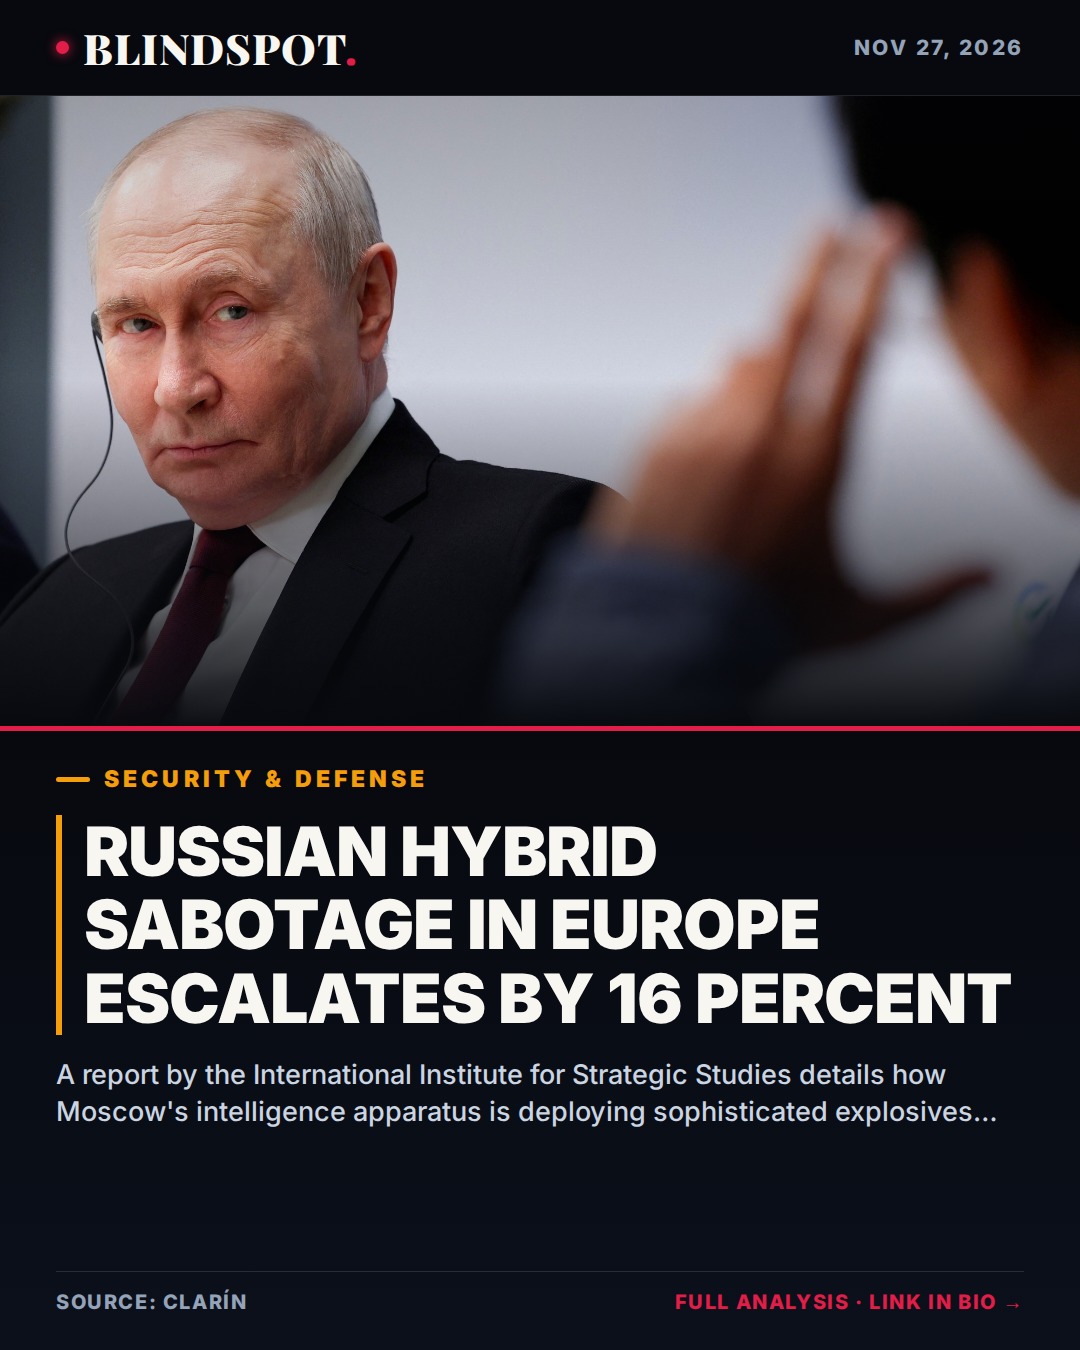 BLINDSPOT.
NOV 27, 2026
SECURITY & DEFENSE
RUSSIAN HYBRID
SABOTAGE IN EUROPE
ESCALATES BY 16 PERCENT
A report by the International Institute for Strategic Studies details how
Moscow's intelligence apparatus is deploying sophisticated explosives...
SOURCE: CLARÍN
FULL ANALYSIS · LINK IN BIO →